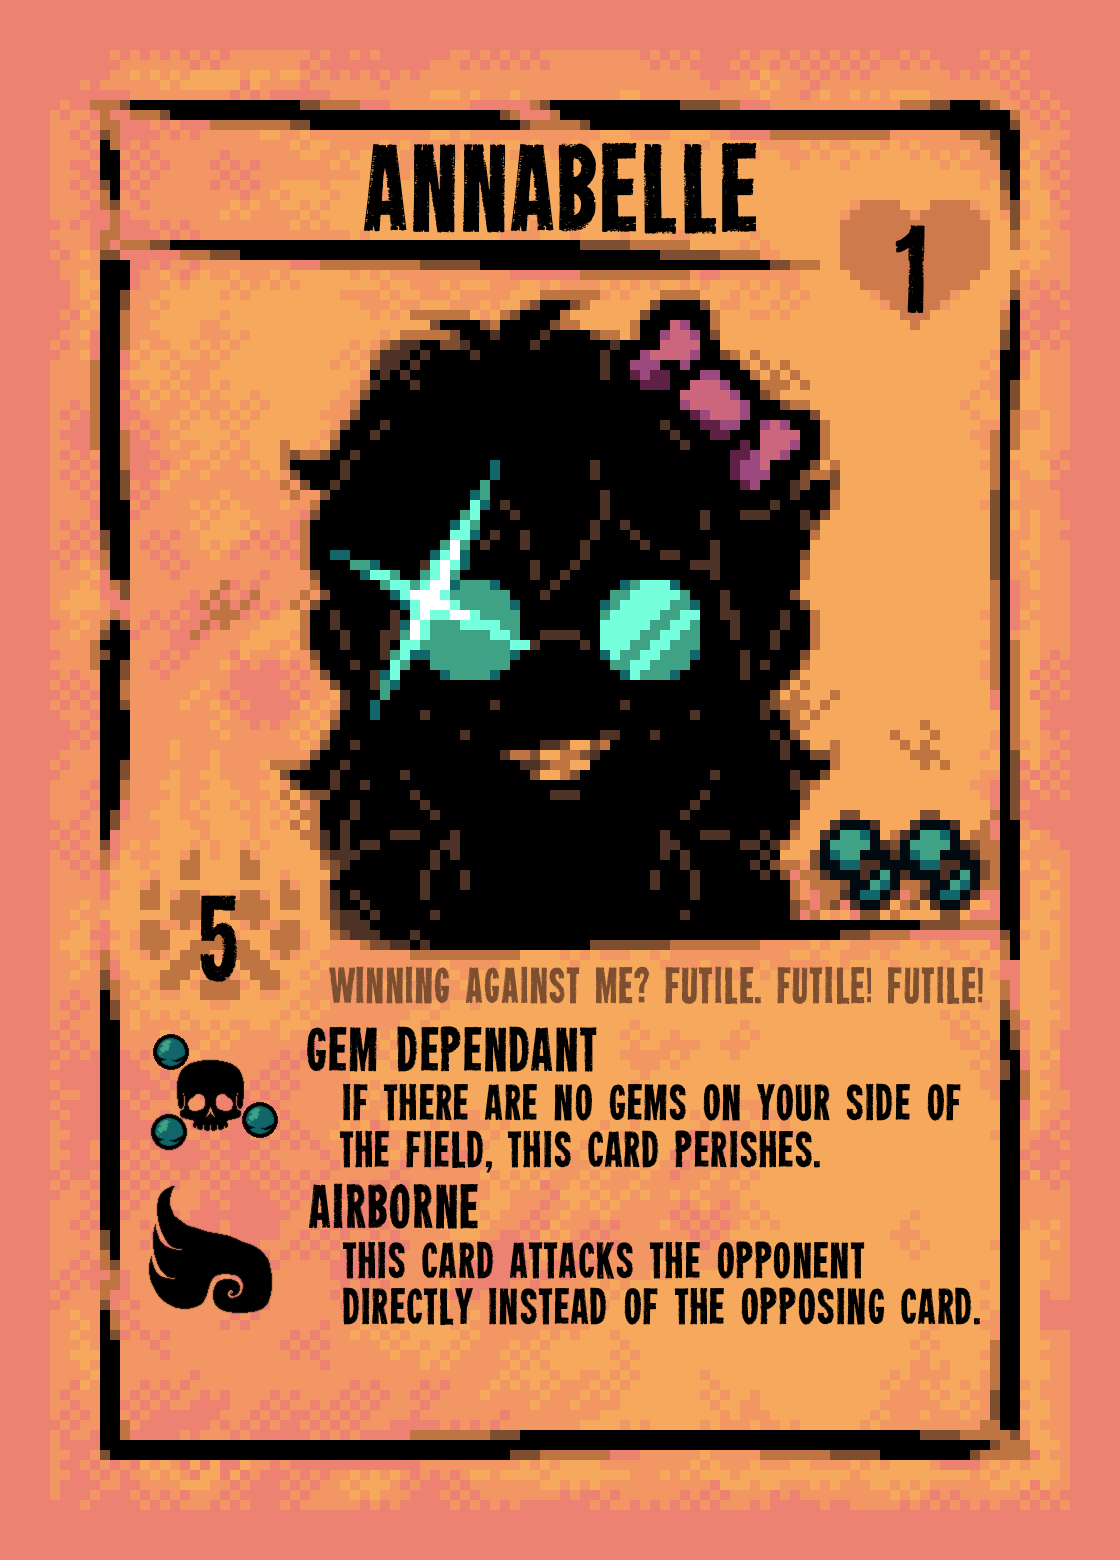 ANNABELLE
1
5
WINNING AGAINST ME? FUTILE. FUTILE! FUTILE!
GEM DEPENDANT
IF THERE ARE NO GEMS ON YOUR SIDE OF
THE FIELD, THIS CARD PERISHES.
AIRBORNE
THIS CARD ATTACKS THE OPPONENT
DIRECTLY INSTEAD OF THE OPPOSING CARD.